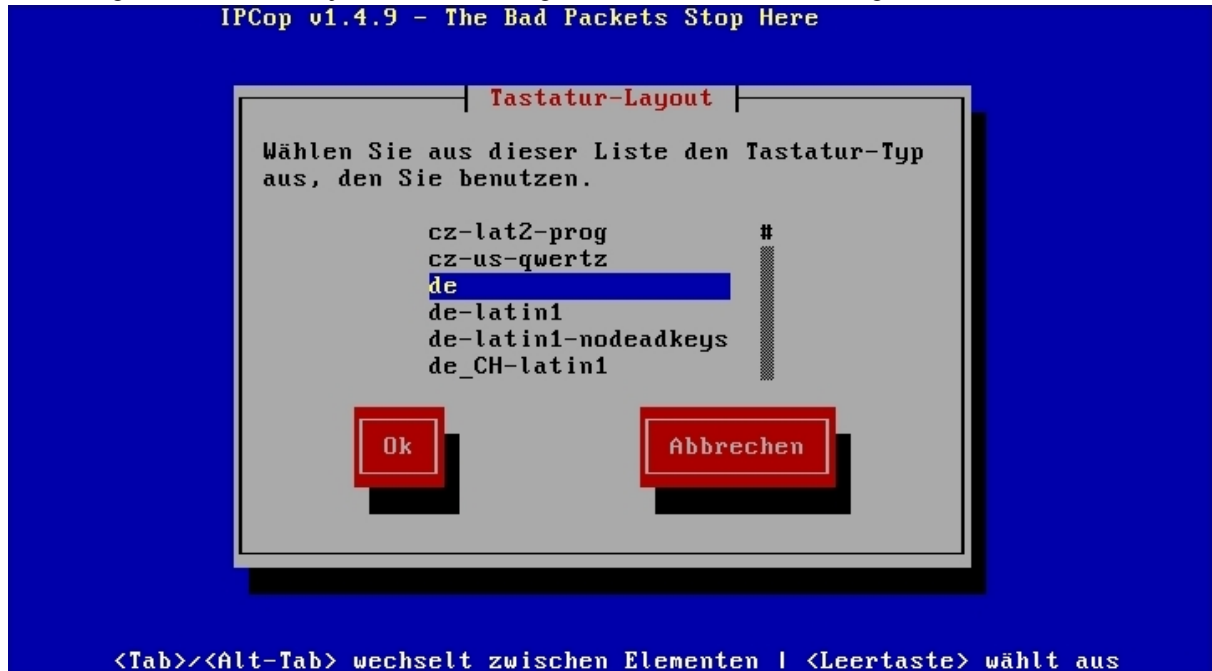 IPCop v1.4.9 - The Bad Packets Stop Here
Tastatur-Layout
Wählen Sie aus dieser Liste den Tastatur-Typ
aus, den Sie benutzen.
cz-lat2-prog #
cz-us-qwertz
de
de-latin1
de-latin1-nodeadkeys
de_CH-latin1
Ok Abbrechen
<Tab>/<Alt-Tab> wechselt zwischen Elementen | <Leertaste> wählt aus